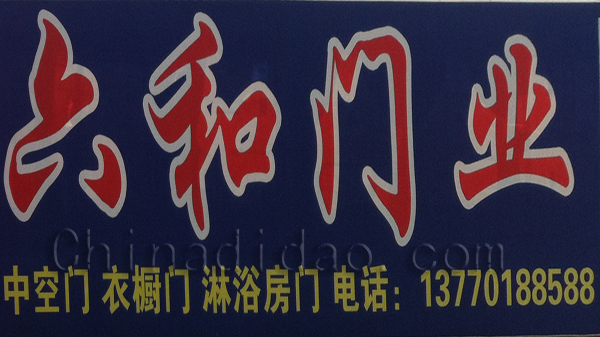 六和门业
Chinadidao.com
中空门 衣橱门 淋浴房门 电话：13770188588